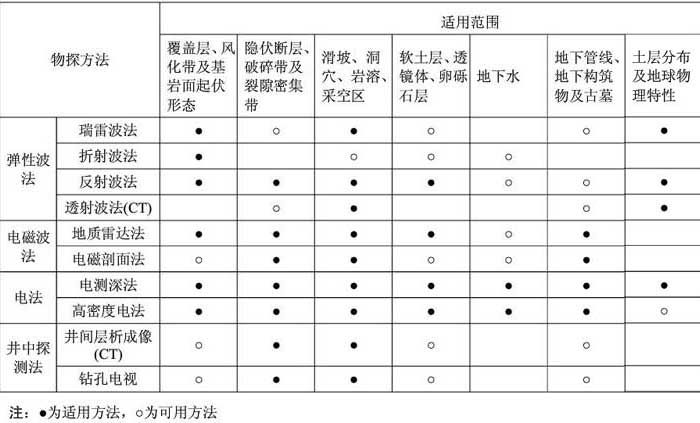 物探方法
适用范围
覆盖层、风
化带及基
岩面起伏
形态
隐伏断层、
破碎带及
裂隙密集
带
滑坡、洞
穴、岩溶、
采空区
软土层、透
镜体、卵砾
石层
地下水
地下管线、
地下构筑
物及古墓
土层分布
及地球物
理特性
弹性波
法
瑞雷波法 ● ○ ● ○ ○ ●
折射波法 ● ○ ○ ○
反射波法 ● ● ● ● ○ ○ ●
透射波法(CT) ○ ● ○ ●
电磁波
法
地质雷达法 ● ● ● ● ○ ●
电磁剖面法 ○ ● ● ○ ○ ●
电法
电测深法 ● ● ● ● ● ● ●
高密度电法 ● ● ● ● ● ● ○
井中探
测法
井间层析成像
(CT) ○ ● ● ○ ○
钻孔电视 ○ ● ● ○ ○
注：●为适用方法，○为可用方法